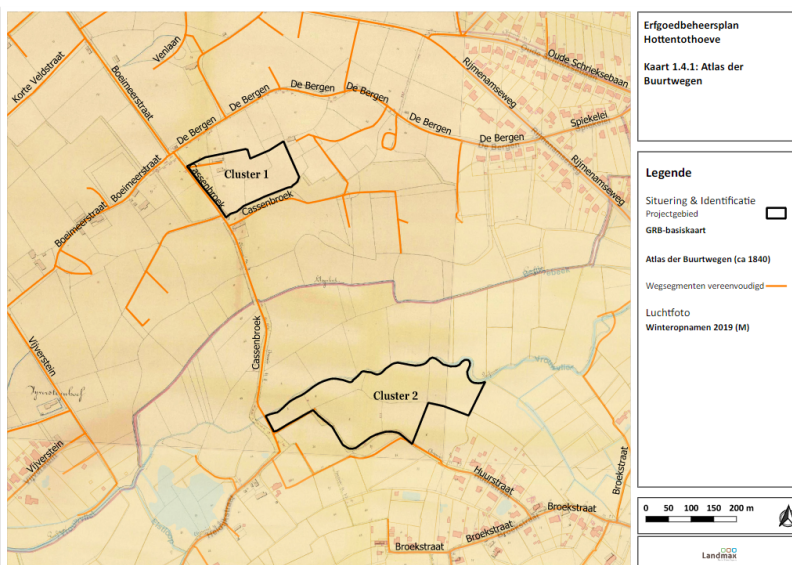 Erfgoedbeheersplan
Hottentothoeve
Kaart 1.4.1: Atlas der
Buurtwegen
Legende
Situering & Identificatie
Projectgebied
GRB-basiskaart
Atlas der Buurtwegen (ca 1840)
Wegsegmenten vereenvoudigd
Luchtfoto
Winteropnamen 2019 (M)
0 50 100 150 200 m
Landmax
Korte Veldstraat
Venlaan
Boeimeerstraat
De Bergen
De Bergen
De Bergen
De Bergen
De Bergen
De Bergen
Rijmenamseweg
Oude Schrieksebaan
Spiekelei
Rijmenamseweg
Boeimeerstraat
Boeimeerstraat
Cassenbroek
Cluster 1
Cassenbroek
Cassenbroek
Vijverstein
Vijverstein
Cluster 2
Huurstraat
Broekstraat
Broekstraat
Broekstraat
Broekstraat